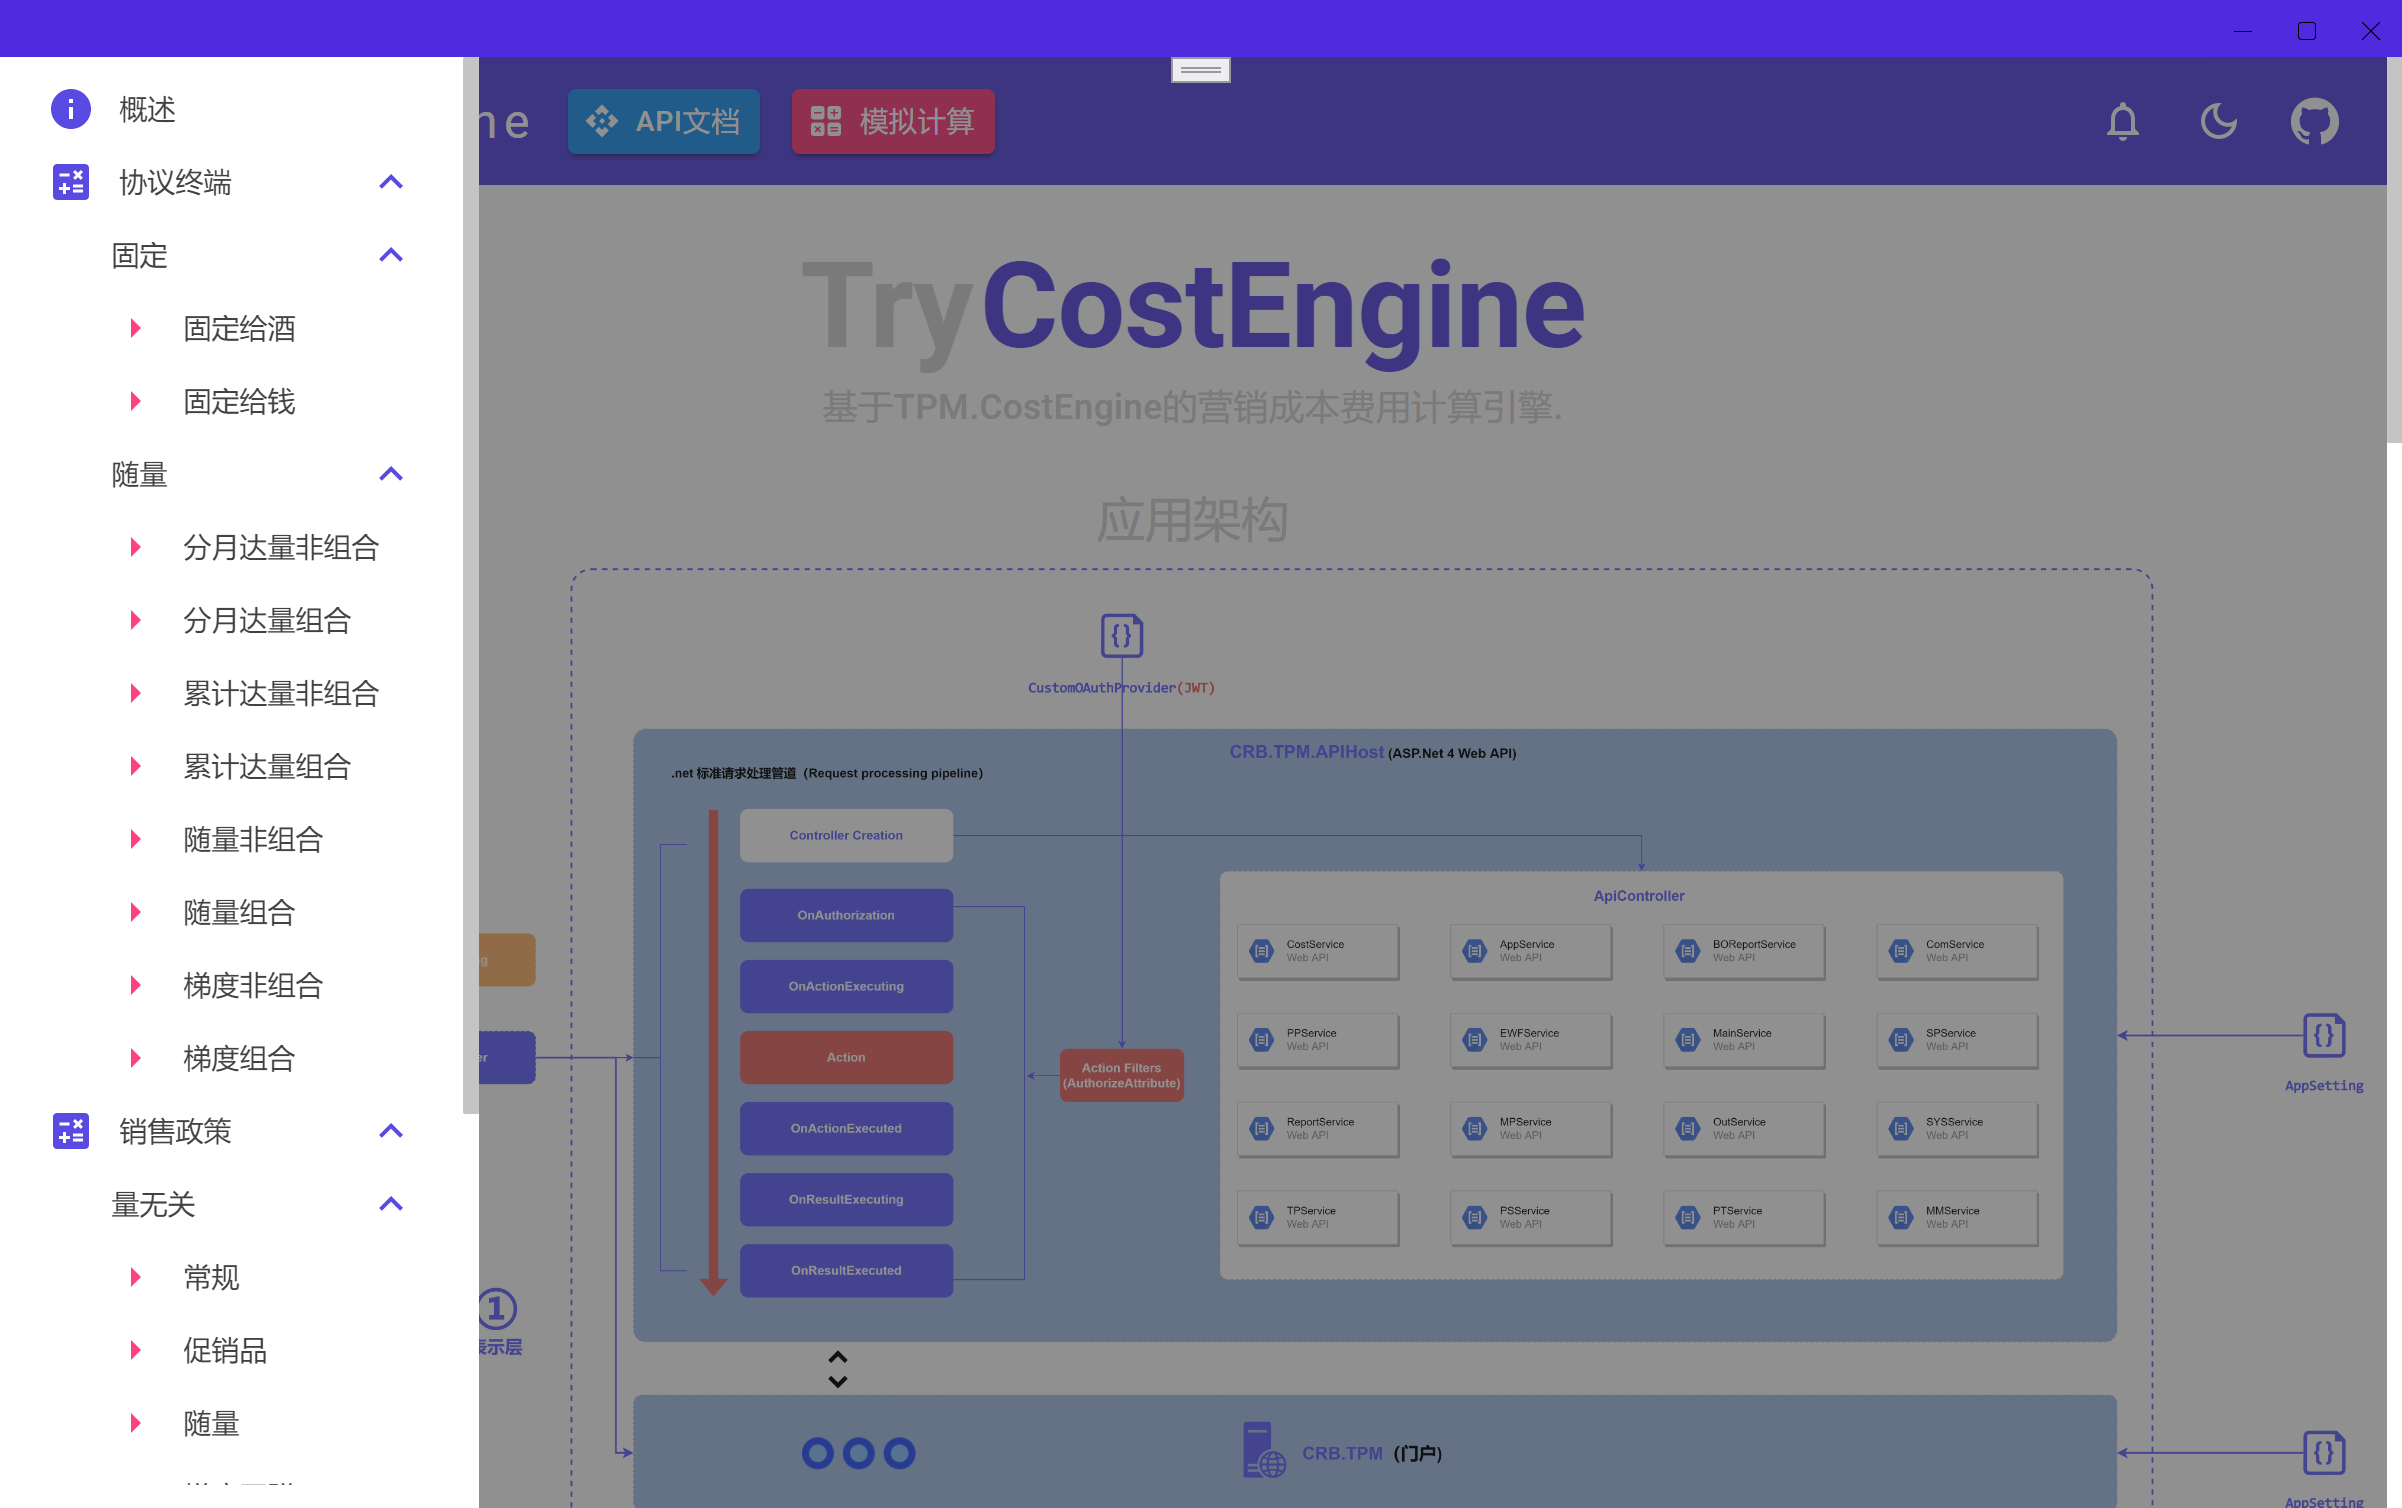 概述
协议终端
固定
固定给酒
固定给钱
随量
分月达量非组合
分月达量组合
累计达量非组合
累计达量组合
随量非组合
随量组合
梯度非组合
梯度组合
销售政策
量无关
常规
促销品
随量
ne
API文档
模拟计算
TryCostEngine
基于TPM.CostEngine的营销成本费用计算引擎.
应用架构
CustomOAuthProvider(JWT)
CRB.TPM.APIHost (ASP.Net 4 Web API)
.net 标准请求处理管道（Request processing pipeline）
Controller Creation
OnAuthorization
OnActionExecuting
Action
OnActionExecuted
OnResultExecuting
OnResultExecuted
Action Filters
(AuthorizeAttribute)
ApiController
CostService
Web API
AppService
Web API
BOReportService
Web API
ComService
Web API
PPService
Web API
EWFService
Web API
MainService
Web API
SPService
Web API
ReportService
Web API
MPService
Web API
OutService
Web API
SYSService
Web API
TPService
Web API
PSService
Web API
PTService
Web API
MMService
Web API
g
er
①
表示层
AppSetting
CRB.TPM (门户)
AppSetting